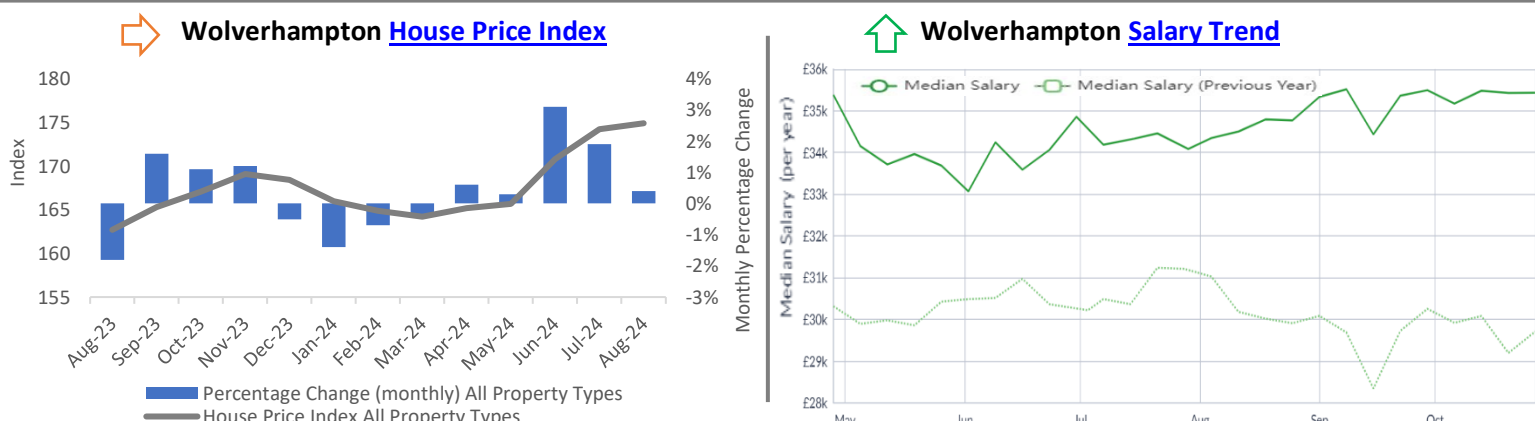 Wolverhampton House Price Index
180
175
170
165
160
155
Index
4%
3%
2%
1%
0%
-1%
-2%
-3%
Monthly Percentage Change
Aug-23
Sep-23
Oct-23
Nov-23
Dec-23
Jan-24
Feb-24
Mar-24
Apr-24
May-24
Jun-24
Jul-24
Aug-24
Percentage Change (monthly) All Property Types
House Price Index All Property Types
Wolverhampton Salary Trend
Median Salary
Median Salary (Previous Year)
£36k
£35k
£34k
£33k
£32k
£31k
£30k
£29k
£28k
Median Salary (per year)
May
Jun
Jul
Aug
Sep
Oct